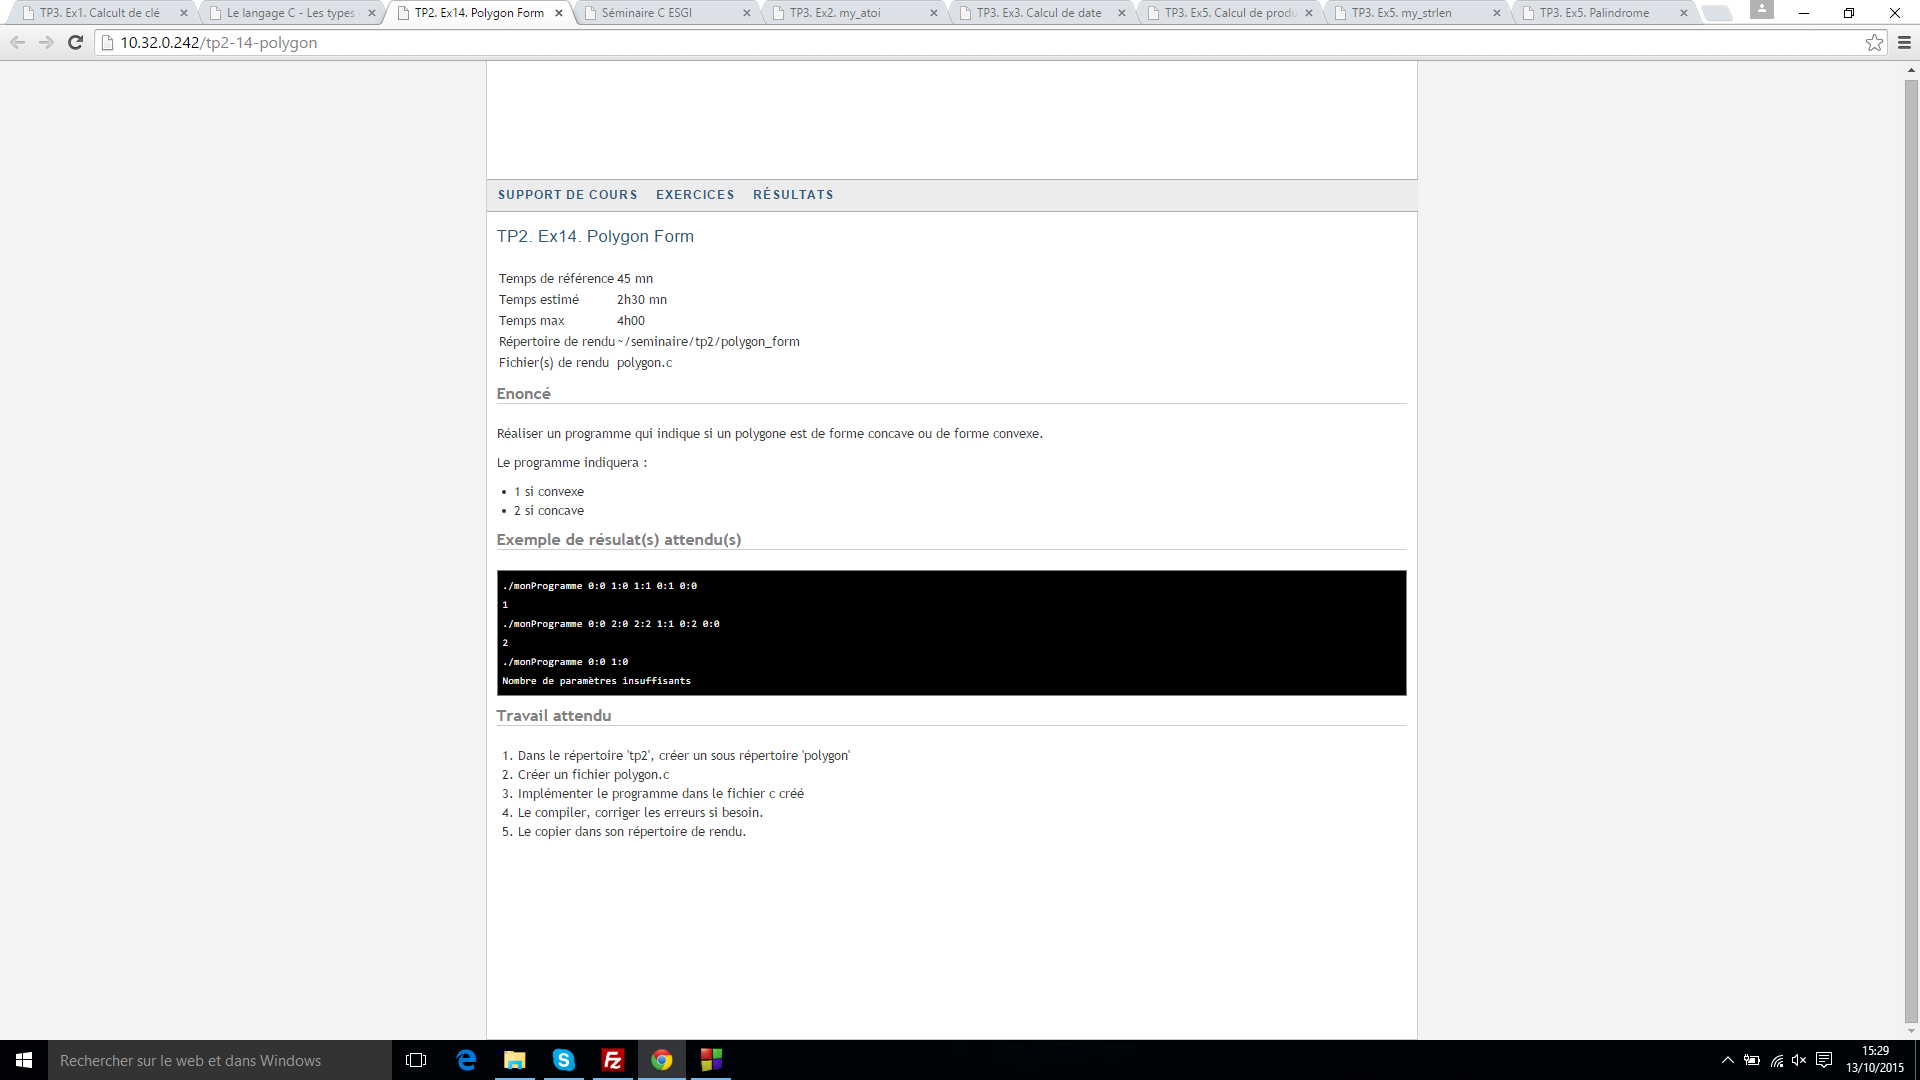 TP3. Ex1. Calcult de clé
Le langage C - Les types
TP2. Ex14. Polygon Form
Séminaire C ESGI
TP3. Ex2. my_atoi
TP3. Ex3. Calcul de date
TP3. Ex5. Calcul de produ
TP3. Ex5. my_strlen
TP3. Ex5. Palindrome
10.32.0.242/tp2-14-polygon
SUPPORT DE COURS EXERCICES RÉSULTATS
TP2. Ex14. Polygon Form
Temps de référence 45 mn
Temps estimé 2h30 mn
Temps max 4h00
Répertoire de rendu ~/seminaire/tp2/polygon_form
Fichier(s) de rendu polygon.c
Enoncé
Réaliser un programme qui indique si un polygone est de forme concave ou de forme convexe.
Le programme indiquera :
• 1 si convexe
• 2 si concave
Exemple de résulat(s) attendu(s)
./monProgramme 0:0 1:0 1:1 0:1 0:0
1
./monProgramme 0:0 2:0 2:2 1:1 0:2 0:0
2
./monProgramme 0:0 1:0
Nombre de paramètres insuffisants
Travail attendu
1. Dans le répertoire 'tp2', créer un sous répertoire 'polygon'
2. Créer un fichier polygon.c
3. Implémenter le programme dans le fichier c créé
4. Le compiler, corriger les erreurs si besoin.
5. Le copier dans son répertoire de rendu.
Rechercher sur le web et dans Windows
15:29
13/10/2015